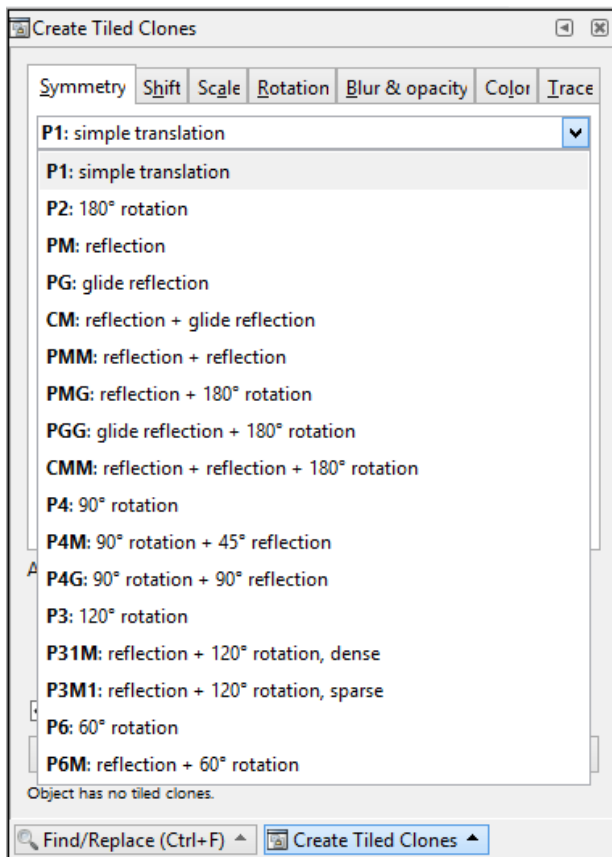 Create Tiled Clones
Symmetry Shift Scale Rotation Blur & opacity Color Trace
P1: simple translation
P1: simple translation
P2: 180° rotation
PM: reflection
PG: glide reflection
CM: reflection + glide reflection
PMM: reflection + reflection
PMG: reflection + 180° rotation
PGG: glide reflection + 180° rotation
CMM: reflection + reflection + 180° rotation
P4: 90° rotation
P4M: 90° rotation + 45° reflection
P4G: 90° rotation + 90° reflection
P3: 120° rotation
P31M: reflection + 120° rotation, dense
P3M1: reflection + 120° rotation, sparse
P6: 60° rotation
P6M: reflection + 60° rotation
Object has no tiled clones.
Find/Replace (Ctrl+F) Create Tiled Clones